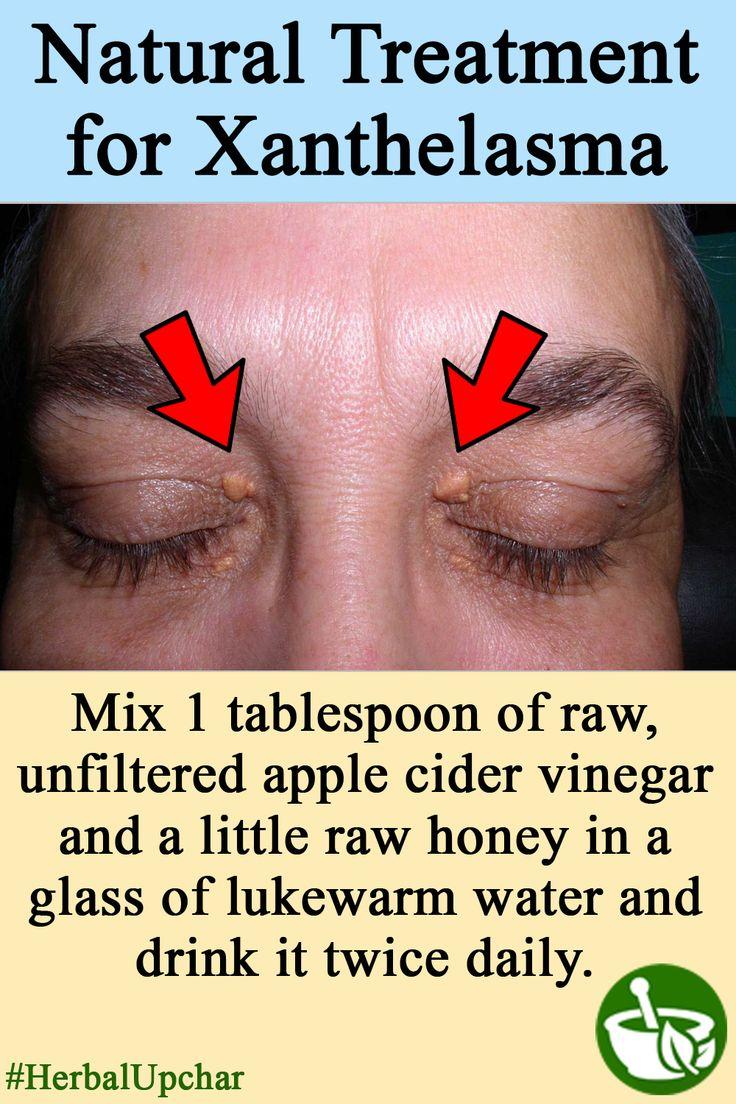 Natural Treatment
for Xanthelasma
Mix 1 tablespoon of raw,
unfiltered apple cider vinegar
and a little raw honey in a
glass of lukewarm water and
drink it twice daily.
#HerbalUpchar